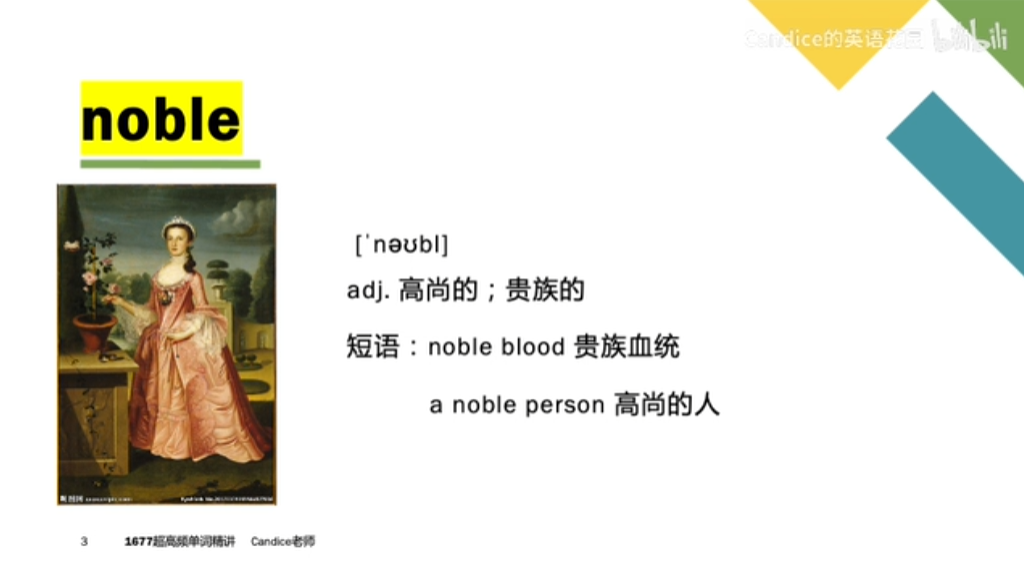 Candice的英语花园 bilibili
noble
[ˈnəʊbl]
adj. 高尚的；贵族的
短语：noble blood 贵族血统
a noble person 高尚的人
3 1677超高频单词精讲 Candice老师